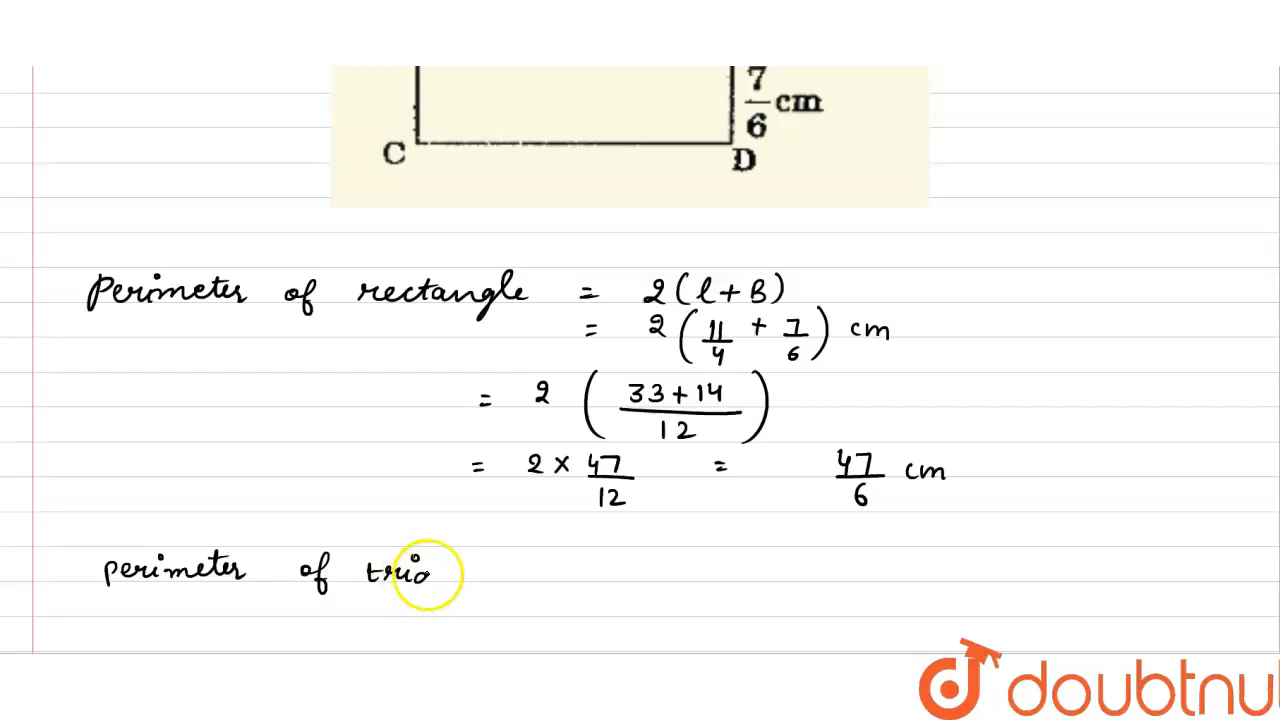 7
6 cm
C
D
Perimeter of rectangle = 2(l+B)
= 2 (11/4 + 7/6) cm
= 2 (33+14/12)
= 2 × 47/12 = 47/6 cm
perimeter of tria
doubtnu